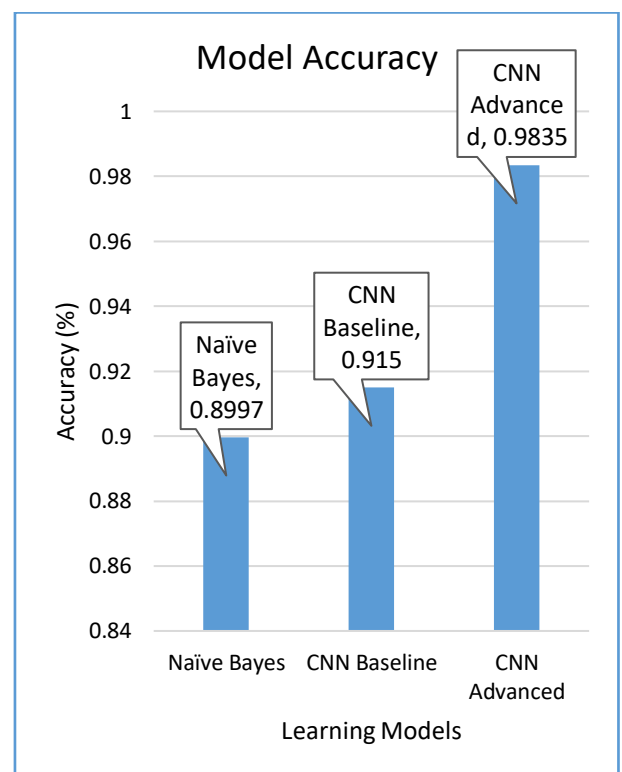 Model Accuracy
CNN
Advance
d, 0.9835
CNN
Baseline,
0.915
Naïve
Bayes,
0.8997
Accuracy (%)
1
0.98
0.96
0.94
0.92
0.9
0.88
0.86
0.84
Naïve Bayes
CNN Baseline
CNN
Advanced
Learning Models